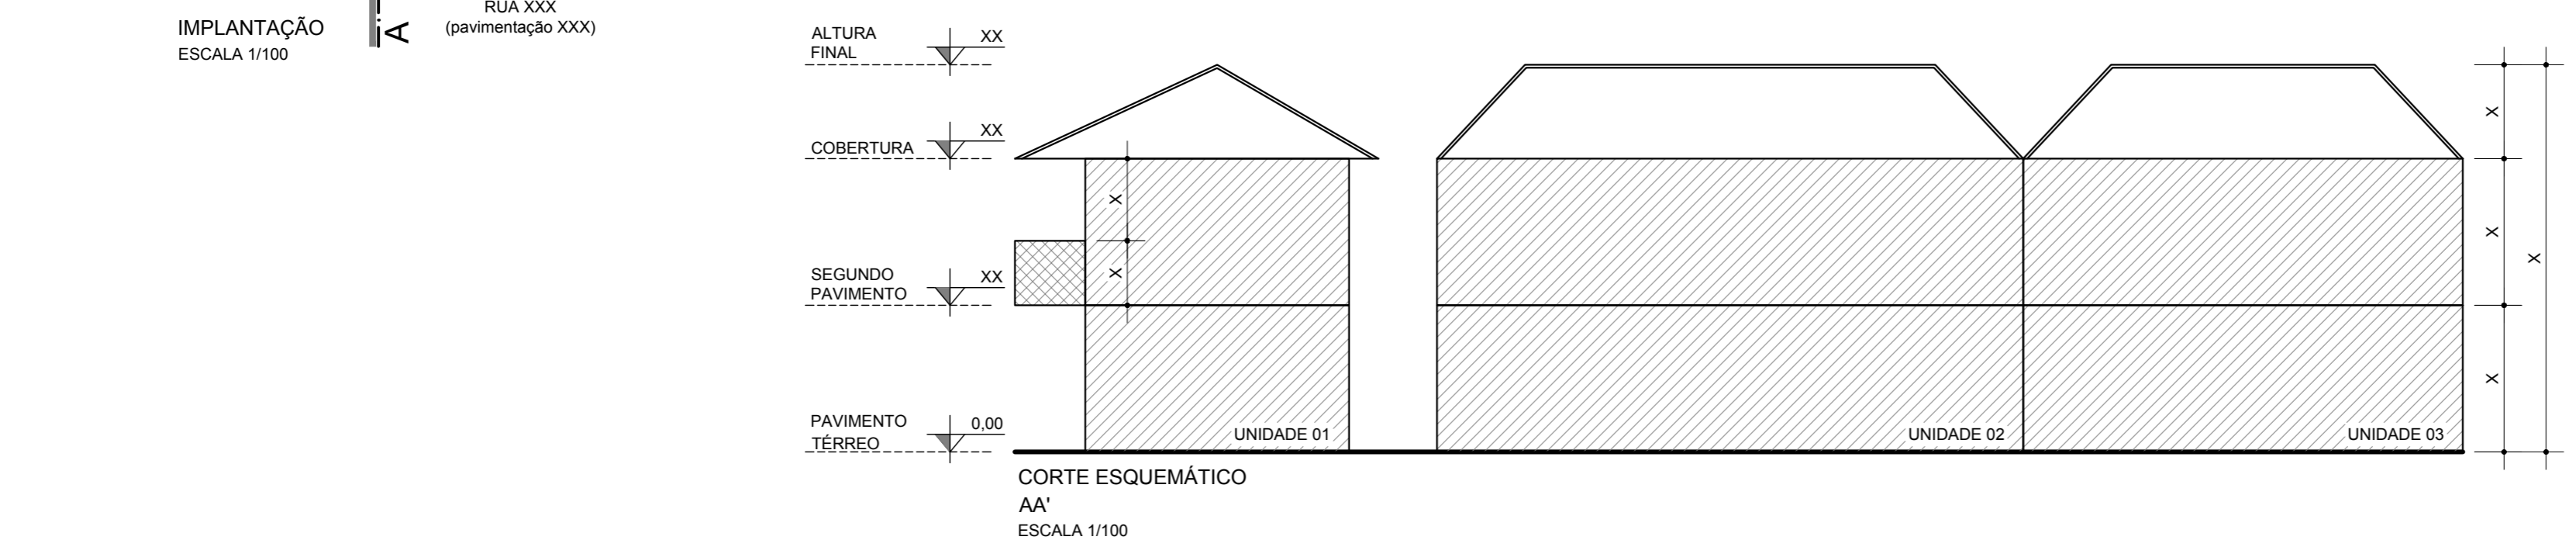 IMPLANTAÇÃO
ESCALA 1/100
A
RUA XXX
(pavimentação XXX)
ALTURA
FINAL
XX
COBERTURA
XX
SEGUNDO
PAVIMENTO
XX
PAVIMENTO
TÉRREO
0,00
X
X
UNIDADE 01
UNIDADE 02
UNIDADE 03
X
X
X
X
CORTE ESQUEMÁTICO
AA'
ESCALA 1/100